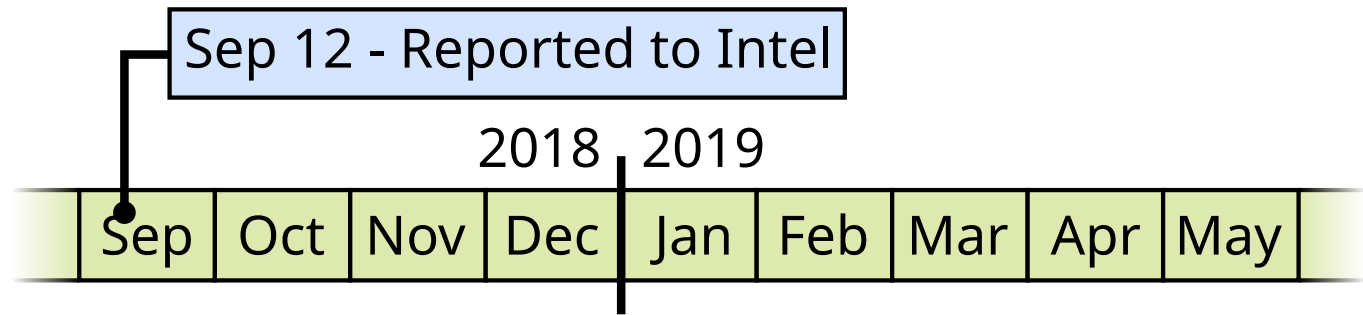 Sep 12 - Reported to Intel
2018 2019
Sep Oct Nov Dec Jan Feb Mar Apr May